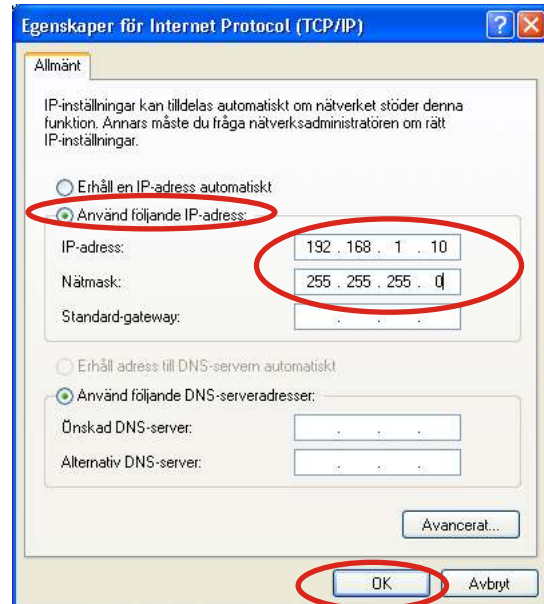 Egenskaper för Internet Protocol (TCP/IP)
Allmänt
IP-inställningar kan tilldelas automatiskt om nätverket stöder denna
funktion. Annars måste du fråga nätverksadministratören om rätt
IP-inställningar.
Erhåll en IP-adress automatiskt
Använd följande IP-adress:
IP-adress: 192 . 168 . 1 . 10
Nätmask: 255 . 255 . 255 . 0
Standard-gateway: . . .
Erhåll adress till DNS-servern automatiskt
Använd följande DNS-serveradresser:
Önskad DNS-server: . . .
Alternativ DNS-server: . . .
Avancerat...
OK Avbryt